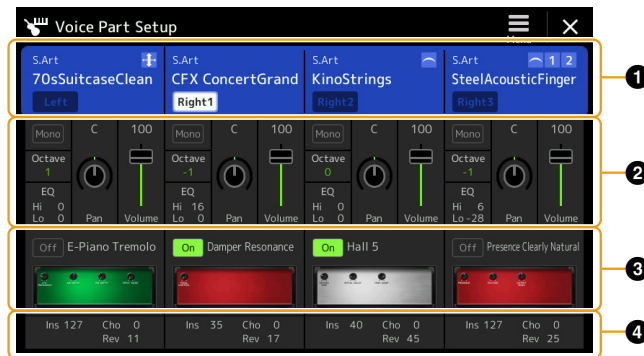 Voice Part Setup
S.Art S.Art S.Art S.Art 1 2
70sSuitcaseClean CFX ConcertGrand KinoStrings SteelAcousticFinger
Left Right1 Right2 Right3
1
Mono C 100 Mono C 100 Mono C 100 Mono C 100
Octave Octave Octave Octave
1 -1 0 -1
EQ EQ EQ EQ
Hi 0 Hi 16 Hi 0 Hi 6
Lo 0 Pan Volume Lo 0 Pan Volume Lo 0 Pan Volume Lo -28 Pan Volume
2
Off E-Piano Tremolo On Damper Resonance On Hall 5 Off Presence Clearly Natural
3
Ins 127 Cho 0 Ins 35 Cho 0 Ins 40 Cho 0 Ins 127 Cho 0
Rev 11 Rev 17 Rev 45 Rev 25
4